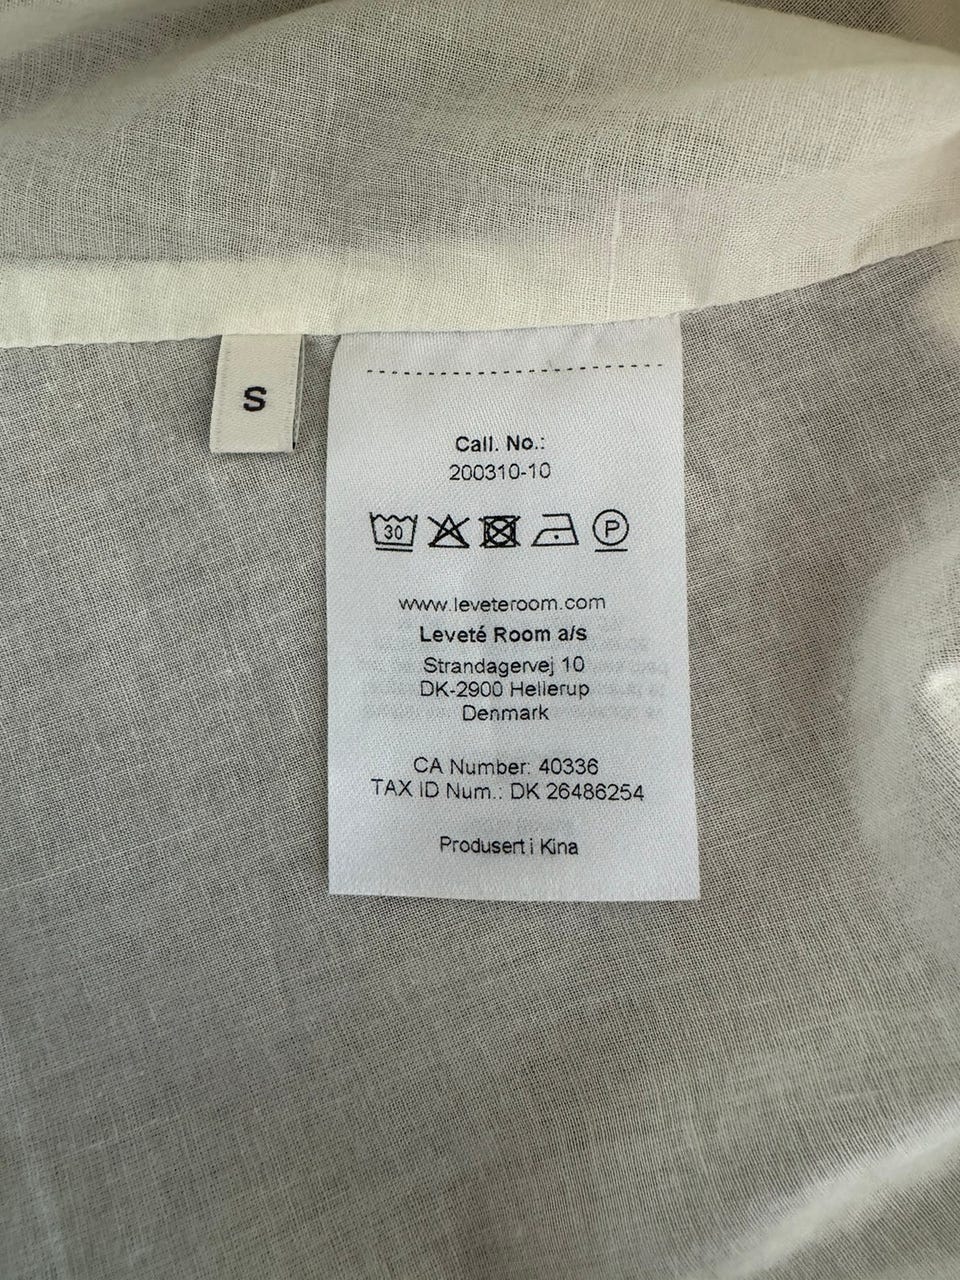 S
Call. No.:
200310-10
30 P
www.leveteroom.com
Leveté Room a/s
Strandagervej 10
DK-2900 Hellerup
Denmark
CA Number: 40336
TAX ID Num.: DK 26486254
Produsert i Kina